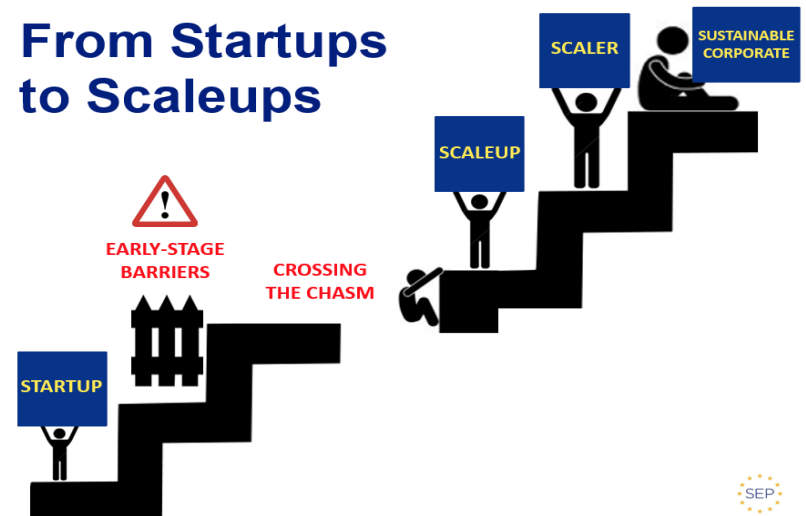 From Startups
to Scaleups
SUSTAINABLE
CORPORATE
SCALER
SCALEUP
!
EARLY-STAGE
BARRIERS
CROSSING
THE CHASM
STARTUP
SEP